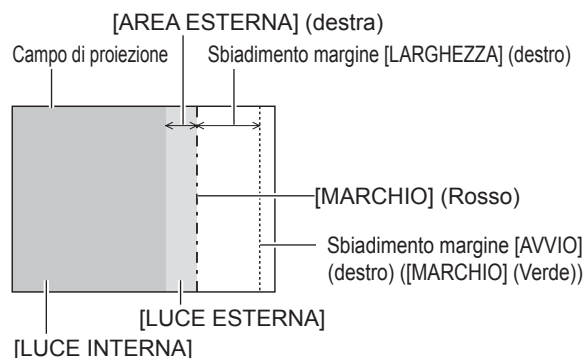 [AREA ESTERNA] (destra)
Campo di proiezione
Sbiadimento margine [LARGHEZZA] (destro)
[MARCHIO] (Rosso)
Sbiadimento margine [AVVIO]
(destro) ([MARCHIO] (Verde))
[LUCE ESTERNA]
[LUCE INTERNA]